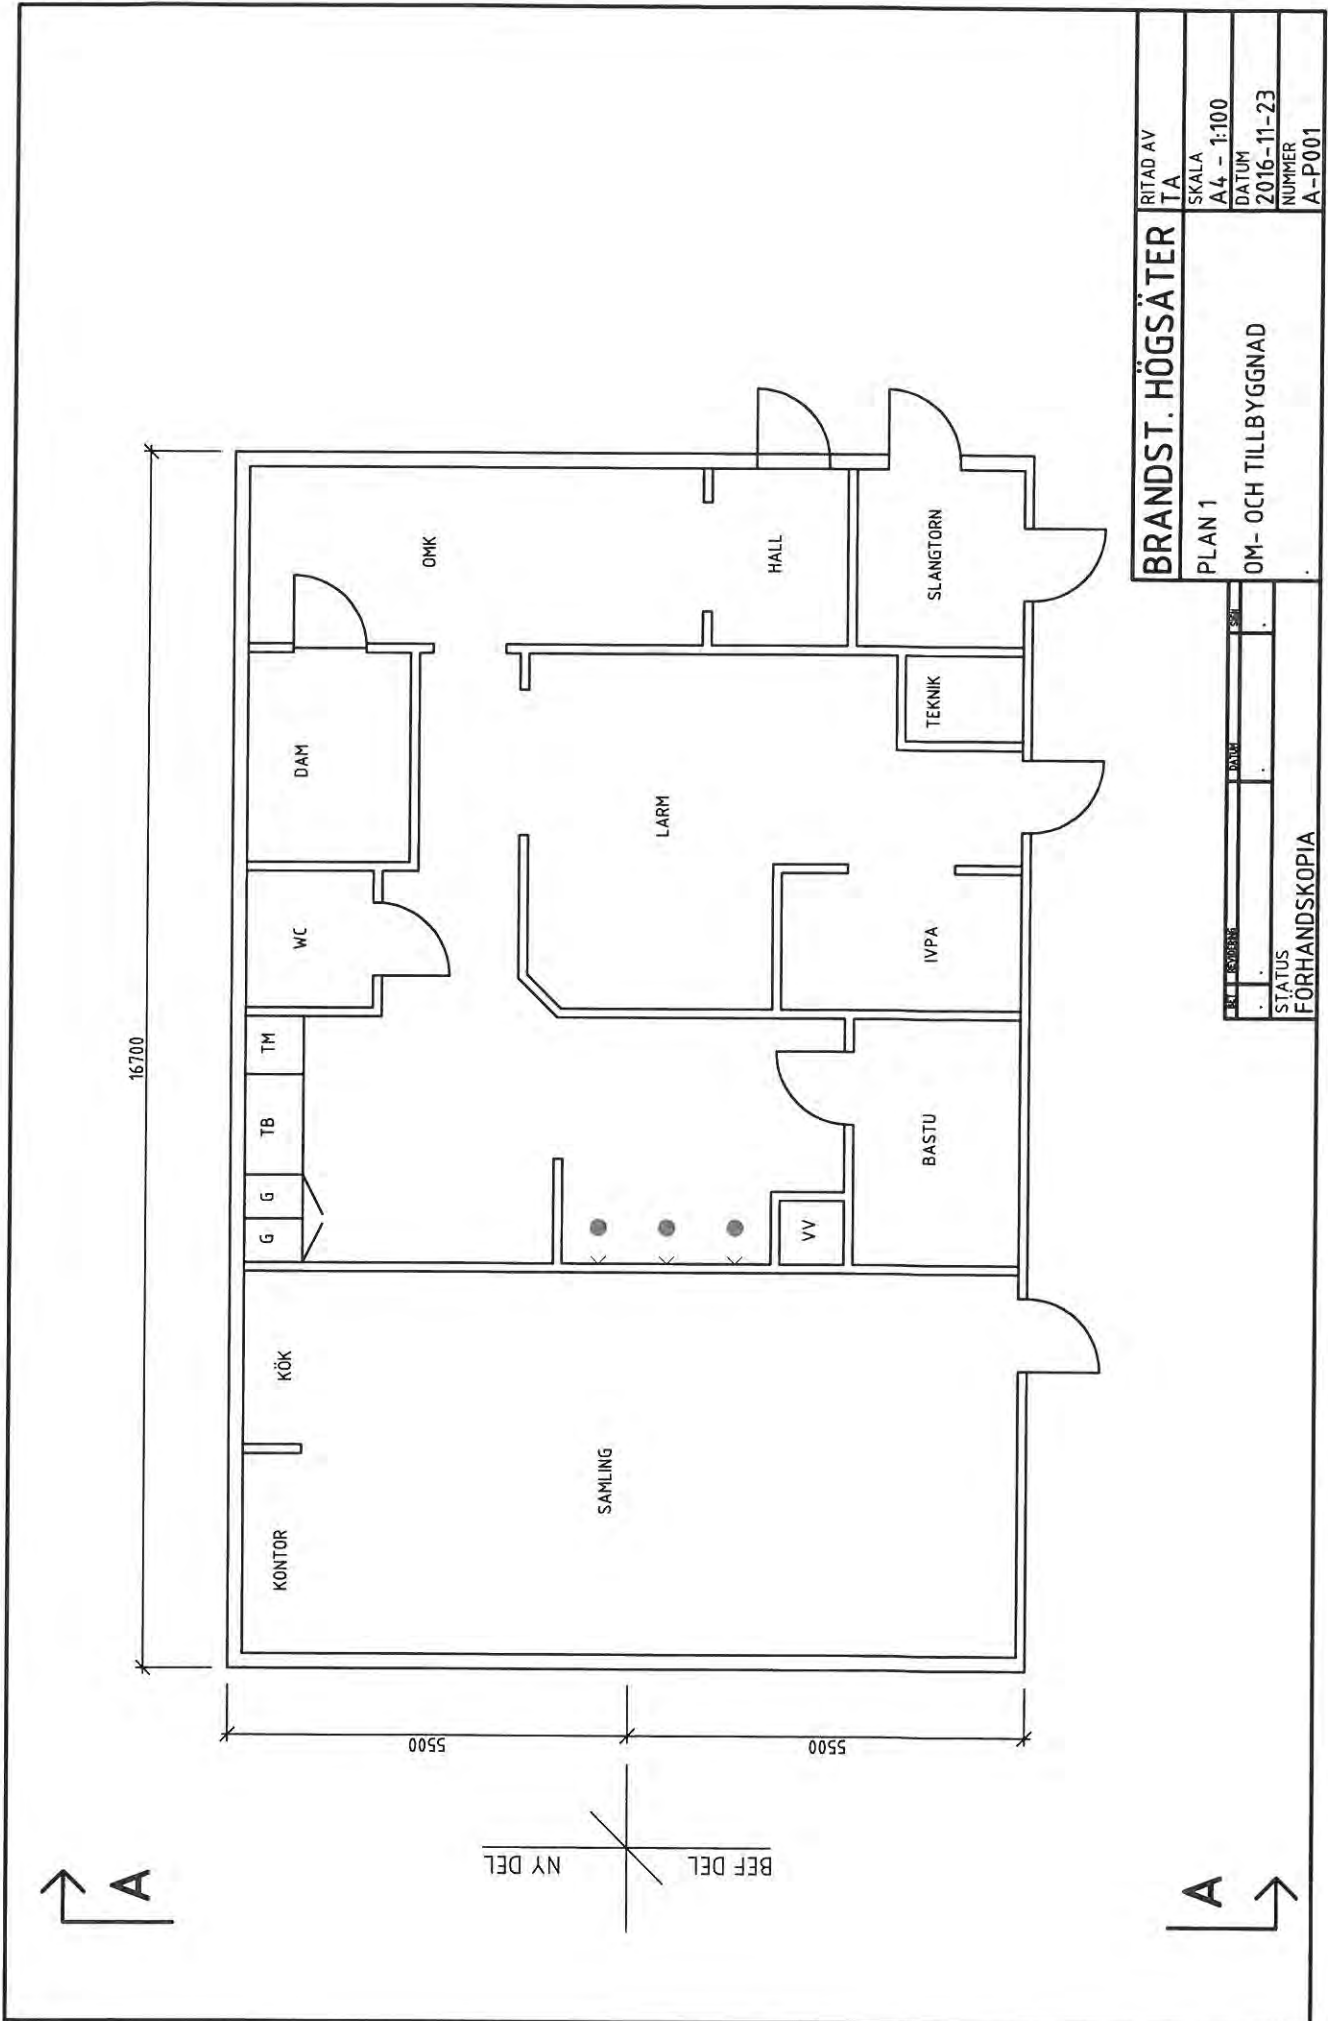 16700
OMK
DAM
WC
TM
TB
G
G
HALL
SLANGTORN
TEKNIK
LARM
IVPA
BASTU
VV
KÖK
KONTOR
SAMLING
5500
5500
NY DEL
BEF DEL
A
A
BRANDST. HÖGSÄTER
PLAN 1
OM- OCH TILLBYGGNAD
RITAD AV
TA
SKALA
A4 - 1:100
DATUM
2016-11-23
NUMMER
A-P001
DATUM
SIGN
STATUS
FÖRHANDSKOPIA